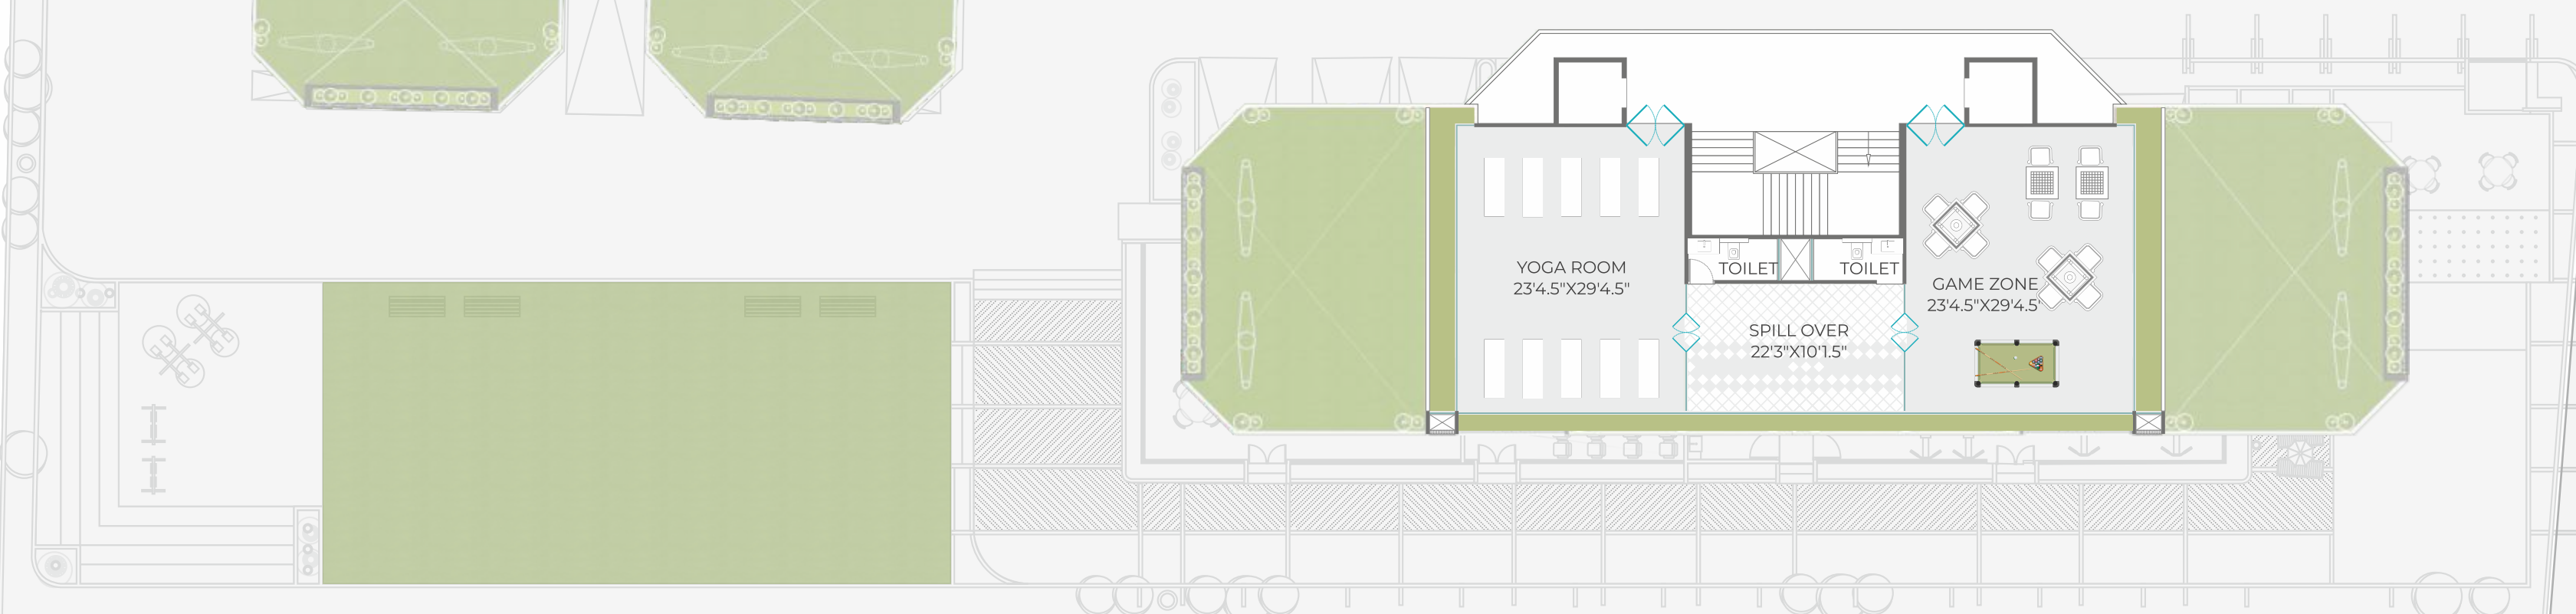 YOGA ROOM
23'4.5"X29'4.5"
TOILET
TOILET
GAME ZONE
23'4.5"X29'4.5'
SPILL OVER
22'3"X10'1.5"